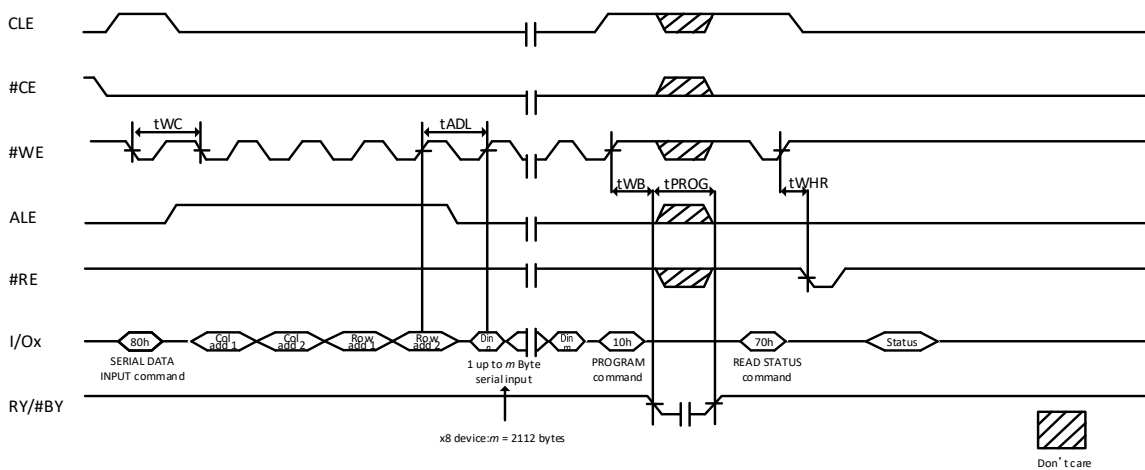 CLE
#CE
tWC
tADL
#WE
tWB
tPROG
tWHR
ALE
#RE
I/Ox
80h
Col
add 1
Col
add 2
Row
add 1
Row
add 2
Din
n
Din
m
10h
70h
Status
SERIAL DATA
INPUT command
1 up to m Byte
serial input
PROGRAM
command
READ STATUS
command
RY/#BY
x8 device:m = 2112 bytes
Don't care